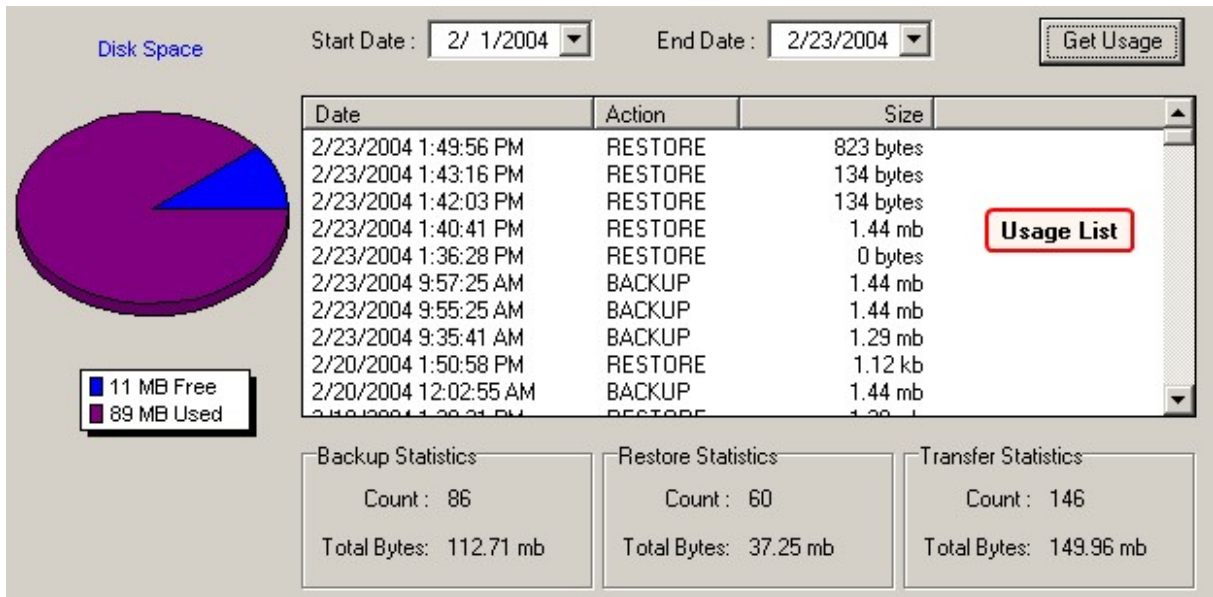 Disk Space
Start Date : 2/ 1/2004 End Date : 2/23/2004 Get Usage
Date Action Size
2/23/2004 1:49:56 PM RESTORE 823 bytes
2/23/2004 1:43:16 PM RESTORE 134 bytes
2/23/2004 1:42:03 PM RESTORE 134 bytes
2/23/2004 1:40:41 PM RESTORE 1.44 mb
2/23/2004 1:36:28 PM RESTORE 0 bytes
2/23/2004 9:57:25 AM BACKUP 1.44 mb
2/23/2004 9:55:25 AM BACKUP 1.44 mb
2/23/2004 9:35:41 AM BACKUP 1.29 mb
2/20/2004 1:50:58 PM RESTORE 1.12 kb
2/20/2004 12:02:55 AM BACKUP 1.44 mb
Usage List
11 MB Free
89 MB Used
Backup Statistics
Count : 86
Total Bytes: 112.71 mb
Restore Statistics
Count : 60
Total Bytes: 37.25 mb
Transfer Statistics
Count : 146
Total Bytes: 149.96 mb